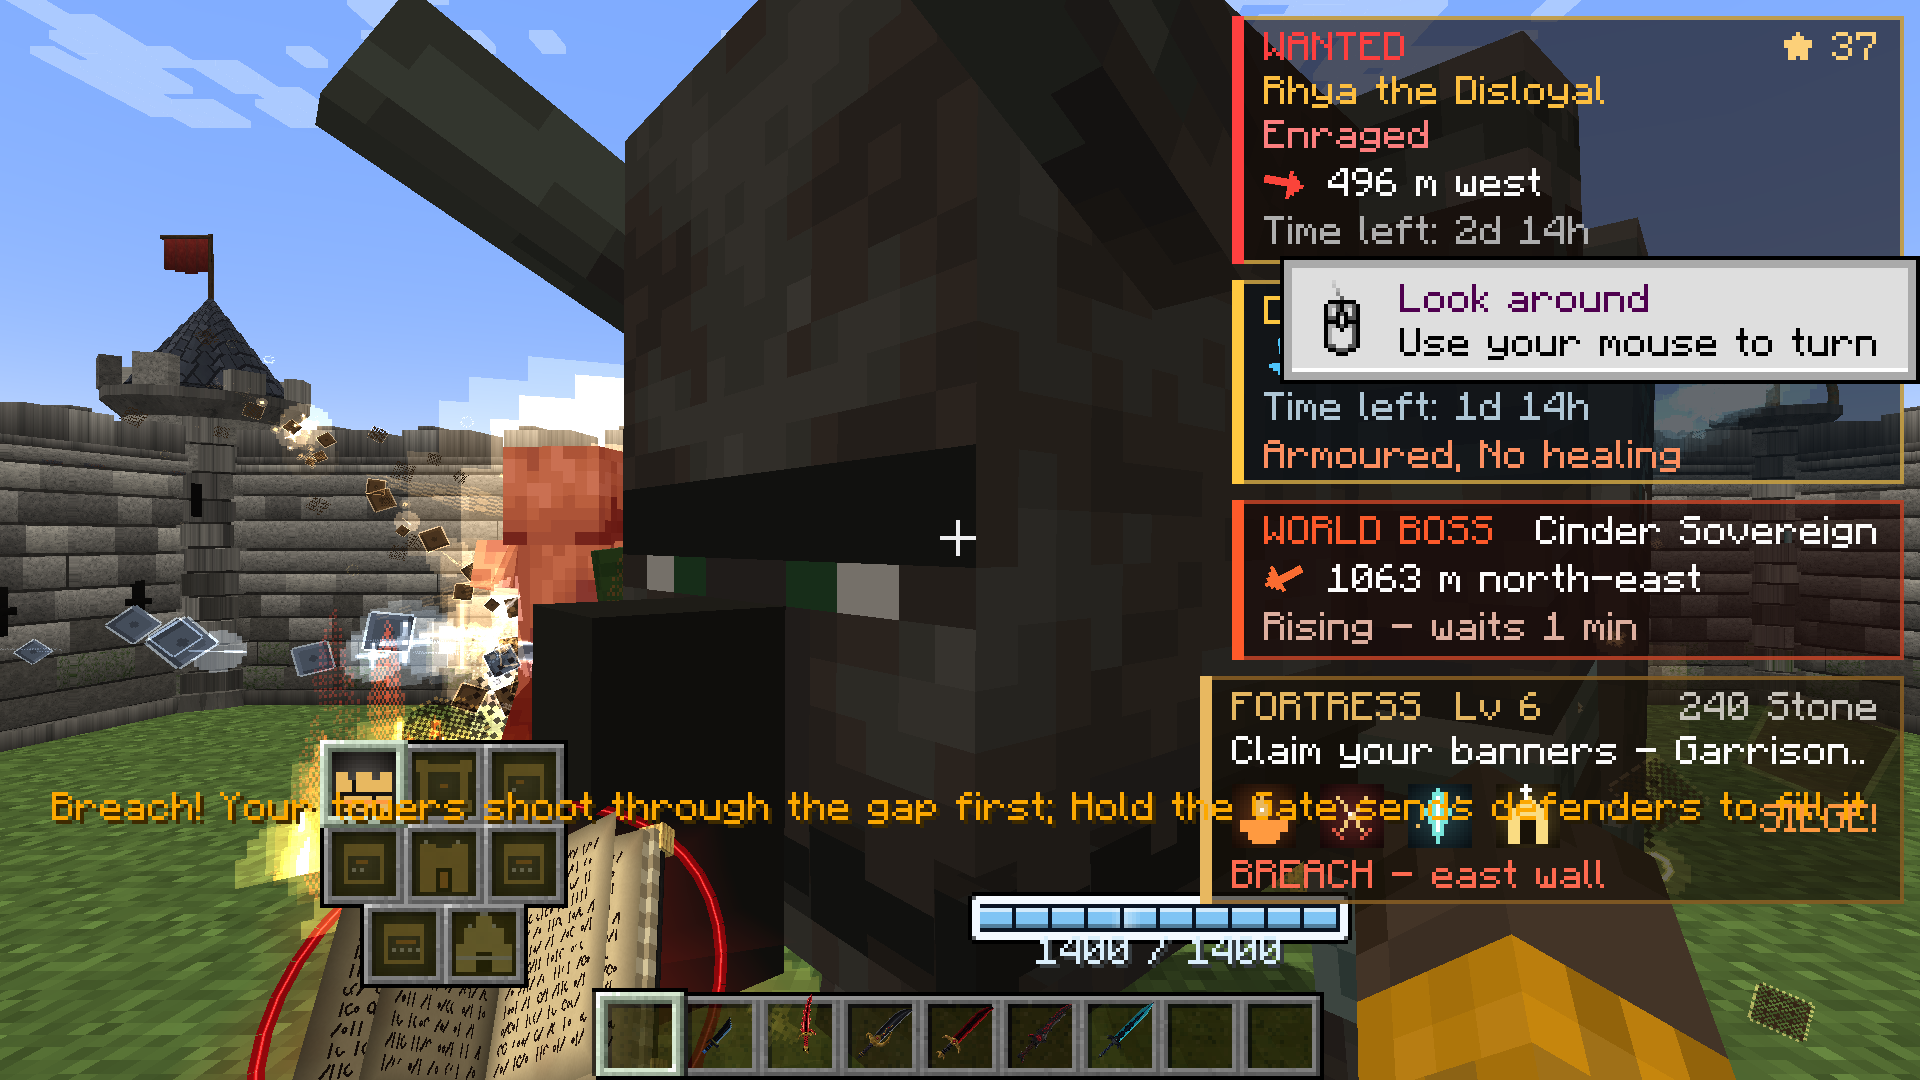 WANTED
37
Rhya the Disloyal
Enraged
496 m west
Time left: 2d 14h
Look around
Use your mouse to turn
Time left: 1d 14h
Armoured, No healing
WORLD BOSS Cinder Sovereign
1063 m north-east
Rising - waits 1 min
FORTRESS Lv 6 240 Stone
Claim your banners - Garrison..
Breach! Your towers shoot through the gap first; Hold the Gate sends defenders to fill it
SIEGE!
BREACH - east wall
1400 / 1400